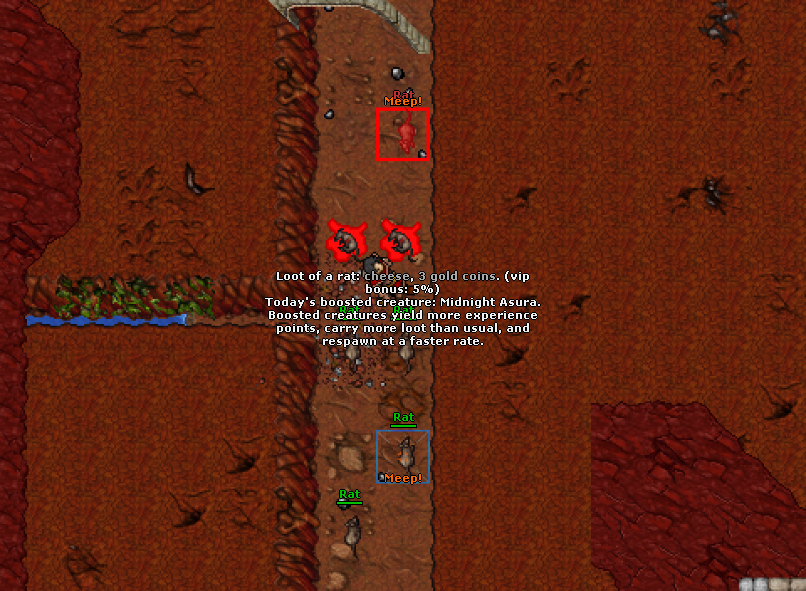 Rat
Meep!
Loot of a rat: cheese, 3 gold coins. (vip
bonus: 5%)
Today's boosted creature: Midnight Asura.
Boosted creatures yield more experience
points, carry more loot than usual, and
respawn at a faster rate.
Rat
Meep!
Rat